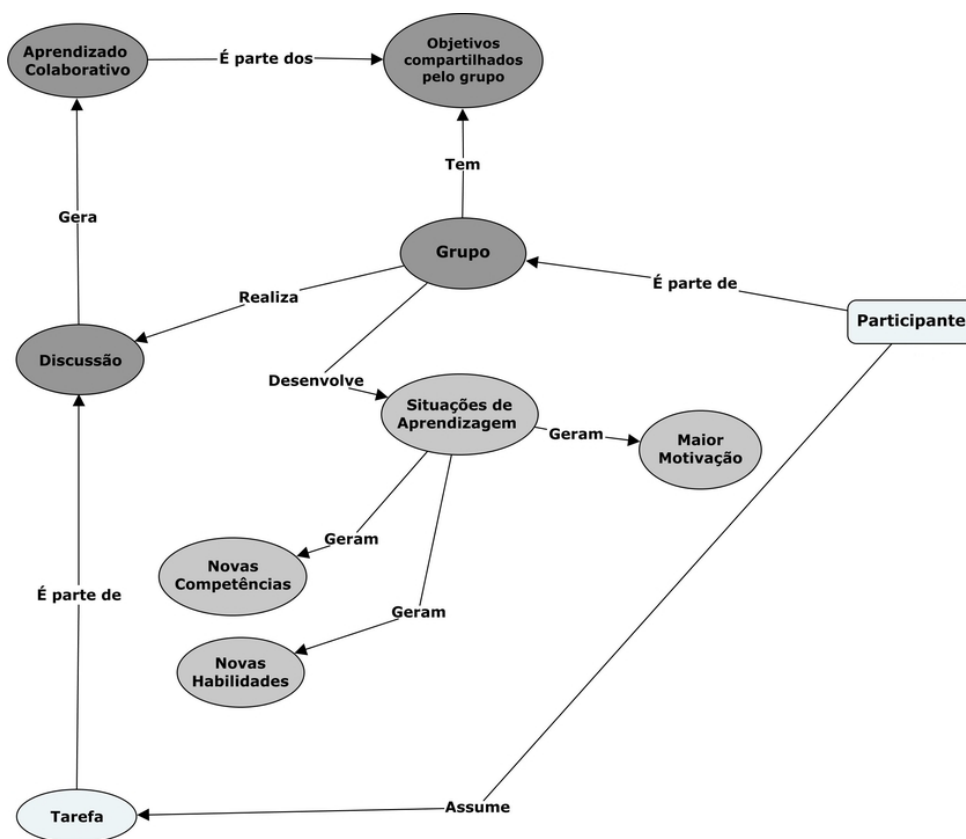 Aprendizado
Colaborativo
É parte dos
Objetivos
compartilhados
pelo grupo
Tem
Gera
Grupo
É parte de
Realiza
Participante
Discussão
Desenvolve
Situações de
Aprendizagem
Geram
Maior
Motivação
Geram
Novas
Competências
É parte de
Geram
Novas
Habilidades
Assume
Tarefa